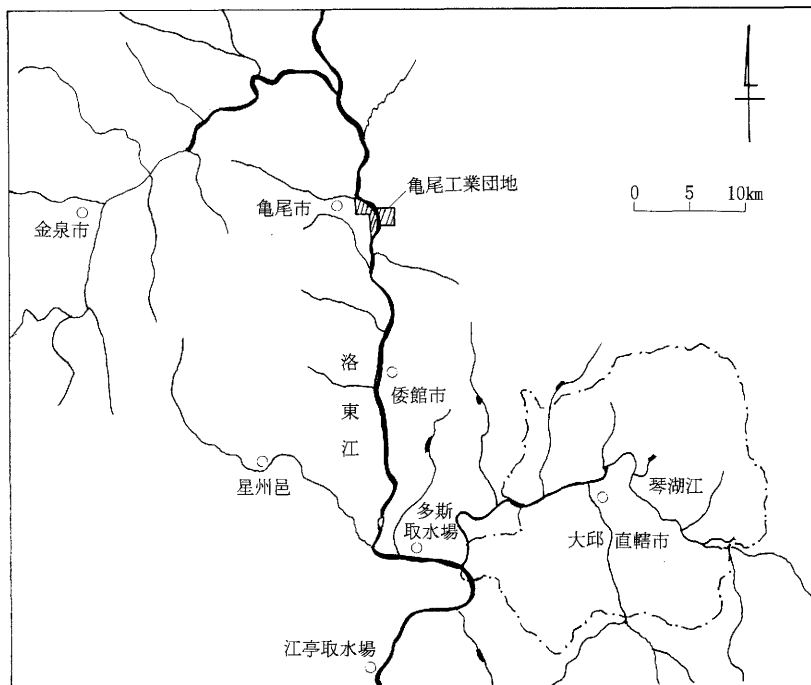 亀尾工業団地
0 5 10km
亀尾市
金泉市
洛東江
倭館市
星州邑
多斯
取水場
琴湖江
大邱直轄市
江亭取水場